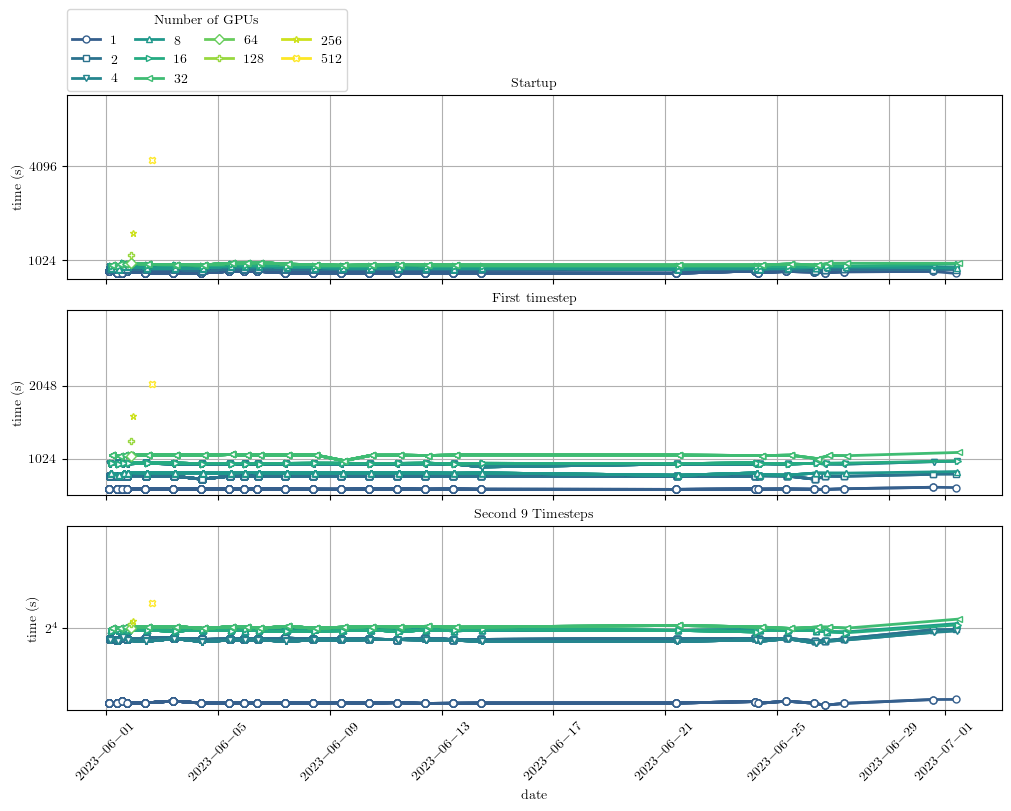 Number of GPUs
1 8 64 256
2 16 128 512
4 32
Startup
time (s)
4096
1024
First timestep
time (s)
2048
1024
Second 9 Timesteps
time (s)
2⁴
2023−06−01 2023−06−05 2023−06−09 2023−06−13 2023−06−17 2023−06−21 2023−06−25 2023−06−29 2023−07−01
date